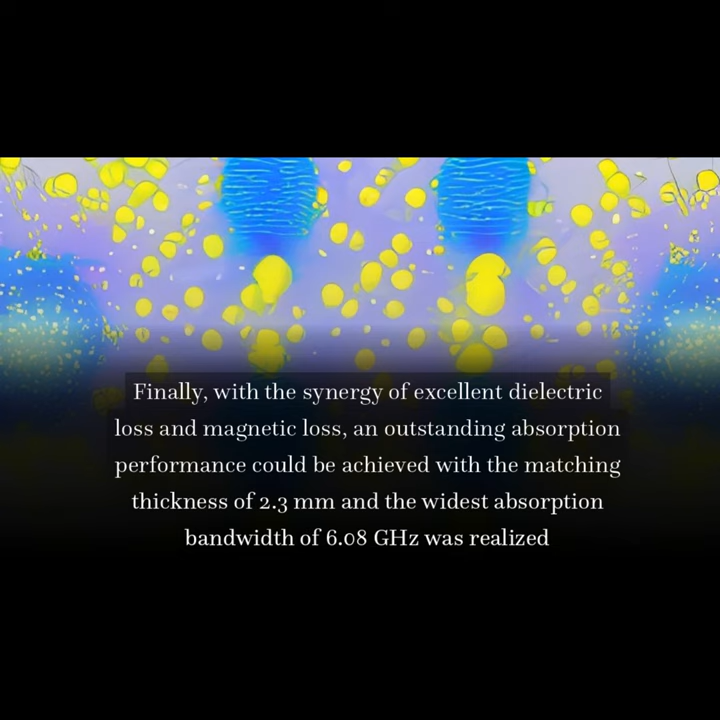 Finally, with the synergy of excellent dielectric
loss and magnetic loss, an outstanding absorption
performance could be achieved with the matching
thickness of 2.3 mm and the widest absorption
bandwidth of 6.08 GHz was realized